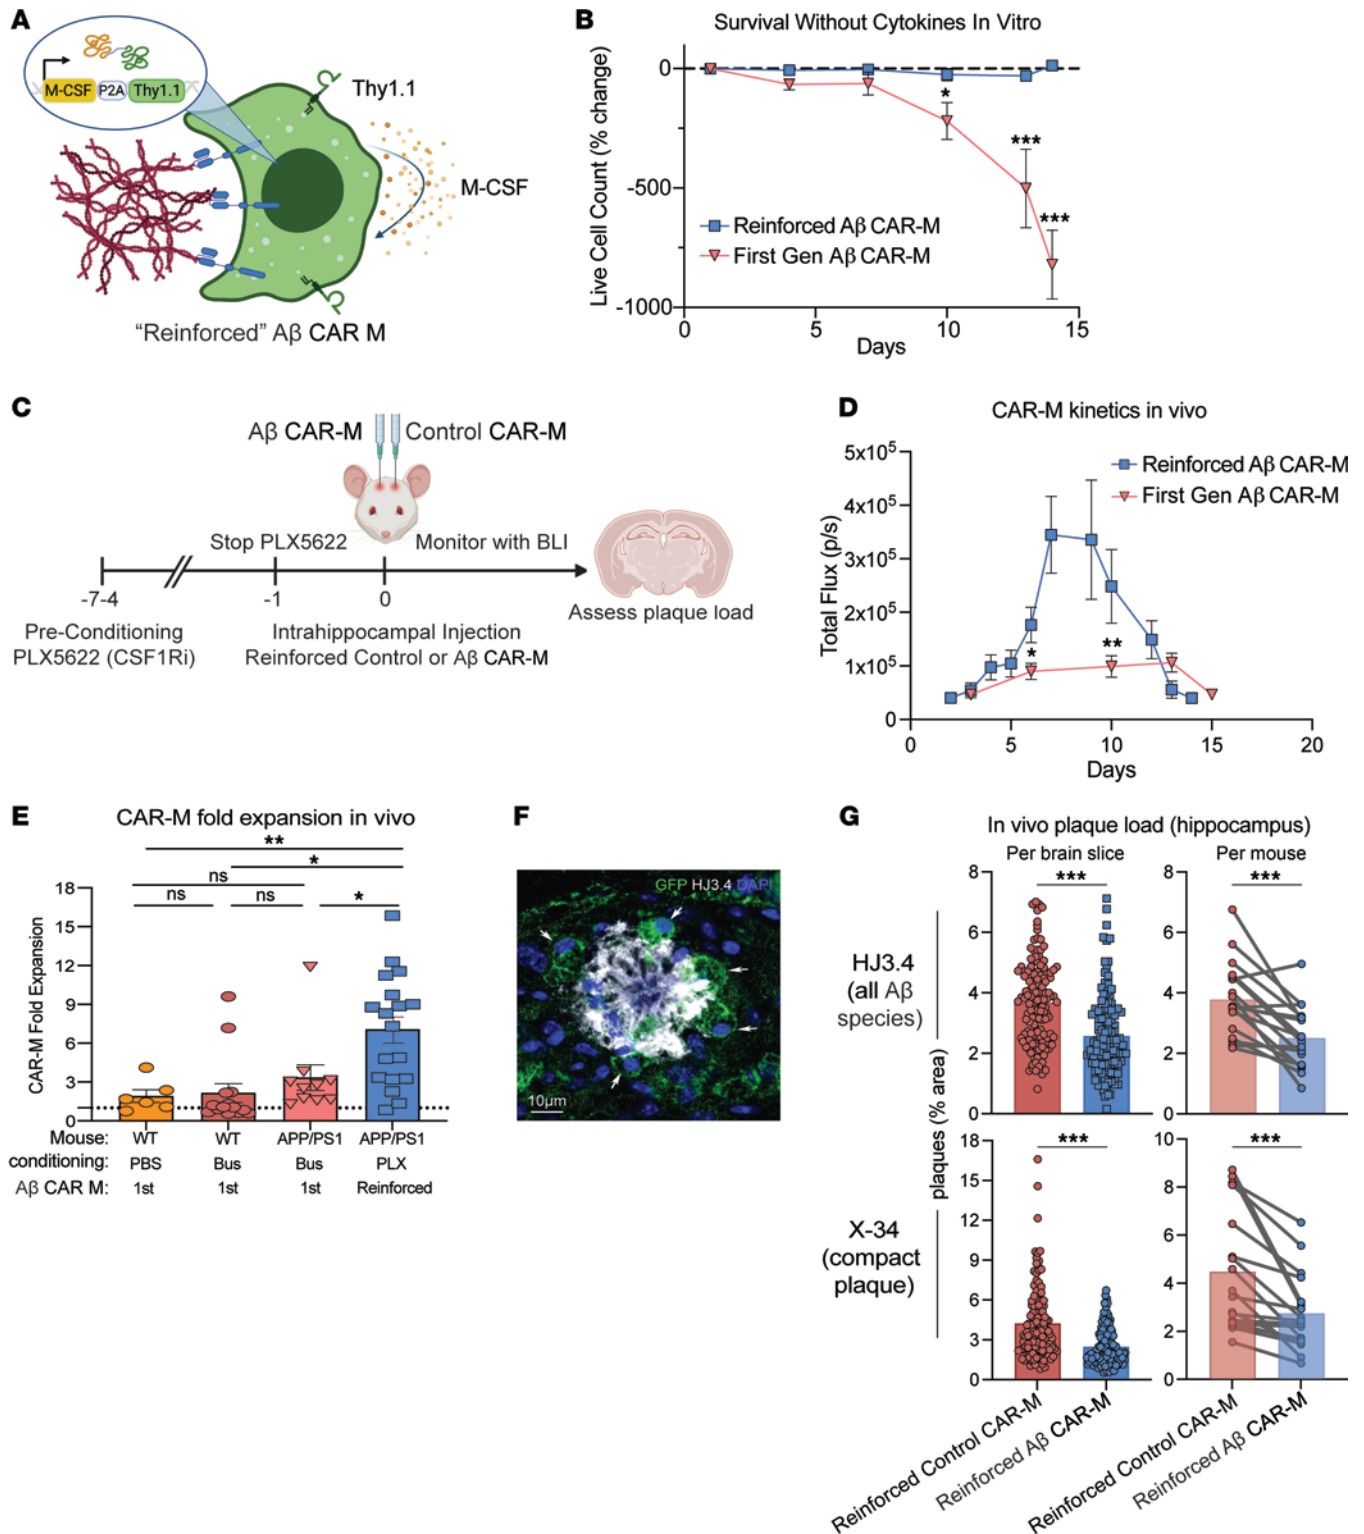 A
M-CSF P2A Thy1.1
Thy1.1
M-CSF
“Reinforced” Aβ CAR M
B
Survival Without Cytokines In Vitro
Live Cell Count (% change)
0
-500
-1000
*
***
***
Reinforced Aβ CAR-M
First Gen Aβ CAR-M
0 5 10 15
Days
C
Aβ CAR-M Control CAR-M
Stop PLX5622 Monitor with BLI
-7-4 -1 0
Pre-Conditioning
PLX5622 (CSF1Ri)
Intrahippocampal Injection
Reinforced Control or Aβ CAR-M
Assess plaque load
D
CAR-M kinetics in vivo
Total Flux (p/s)
5x10⁵
4x10⁵
3x10⁵
2x10⁵
1x10⁵
0
Reinforced Aβ CAR-M
First Gen Aβ CAR-M
*
**
0 5 10 15 20
Days
E
CAR-M fold expansion in vivo
**
*
ns
ns ns *
CAR-M Fold Expansion
18
15
12
9
6
3
0
Mouse: WT WT APP/PS1 APP/PS1
conditioning: PBS Bus Bus PLX
Aβ CAR M: 1st 1st 1st Reinforced
F
GFP HJ3.4 DAPI
10µm
G
In vivo plaque load (hippocampus)
Per brain slice Per mouse
*** ***
HJ3.4
(all Aβ
species)
8
6
4
2
0
8
6
4
2
0
plaques (% area)
*** ***
X-34
(compact
plaque)
18
15
12
9
6
3
0
10
8
6
4
2
0
Reinforced Control CAR-M
Reinforced Aβ CAR-M
Reinforced Control CAR-M
Reinforced Aβ CAR-M